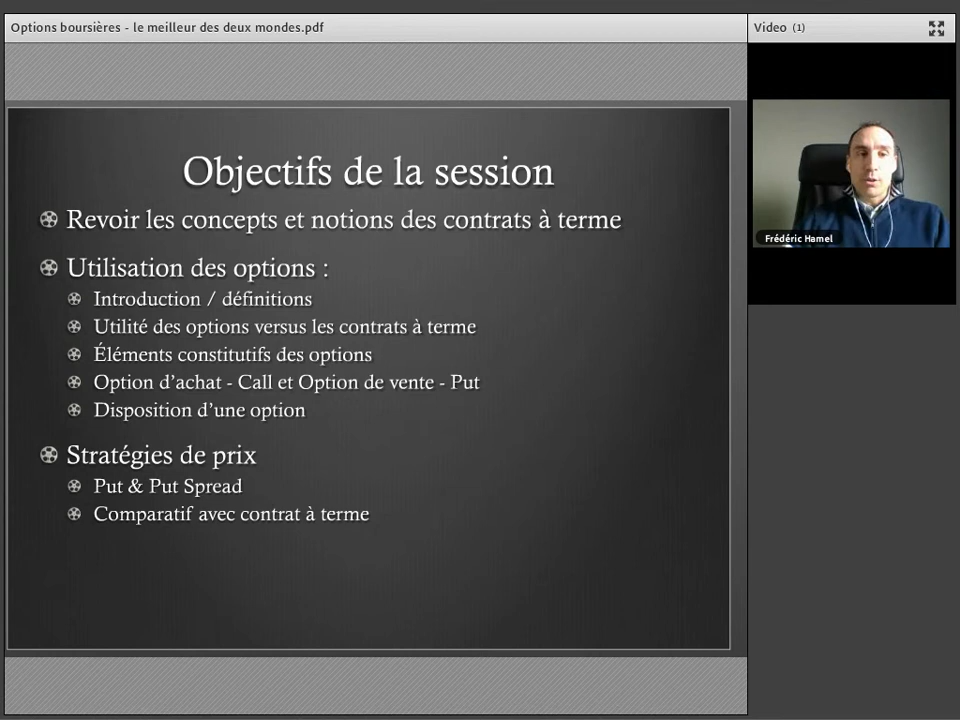 Options boursières - le meilleur des deux mondes.pdf
Video (1)
Objectifs de la session
Revoir les concepts et notions des contrats à terme
Utilisation des options :
Introduction / définitions
Utilité des options versus les contrats à terme
Éléments constitutifs des options
Option d’achat - Call et Option de vente - Put
Disposition d’une option
Stratégies de prix
Put & Put Spread
Comparatif avec contrat à terme
Frédéric Hamel